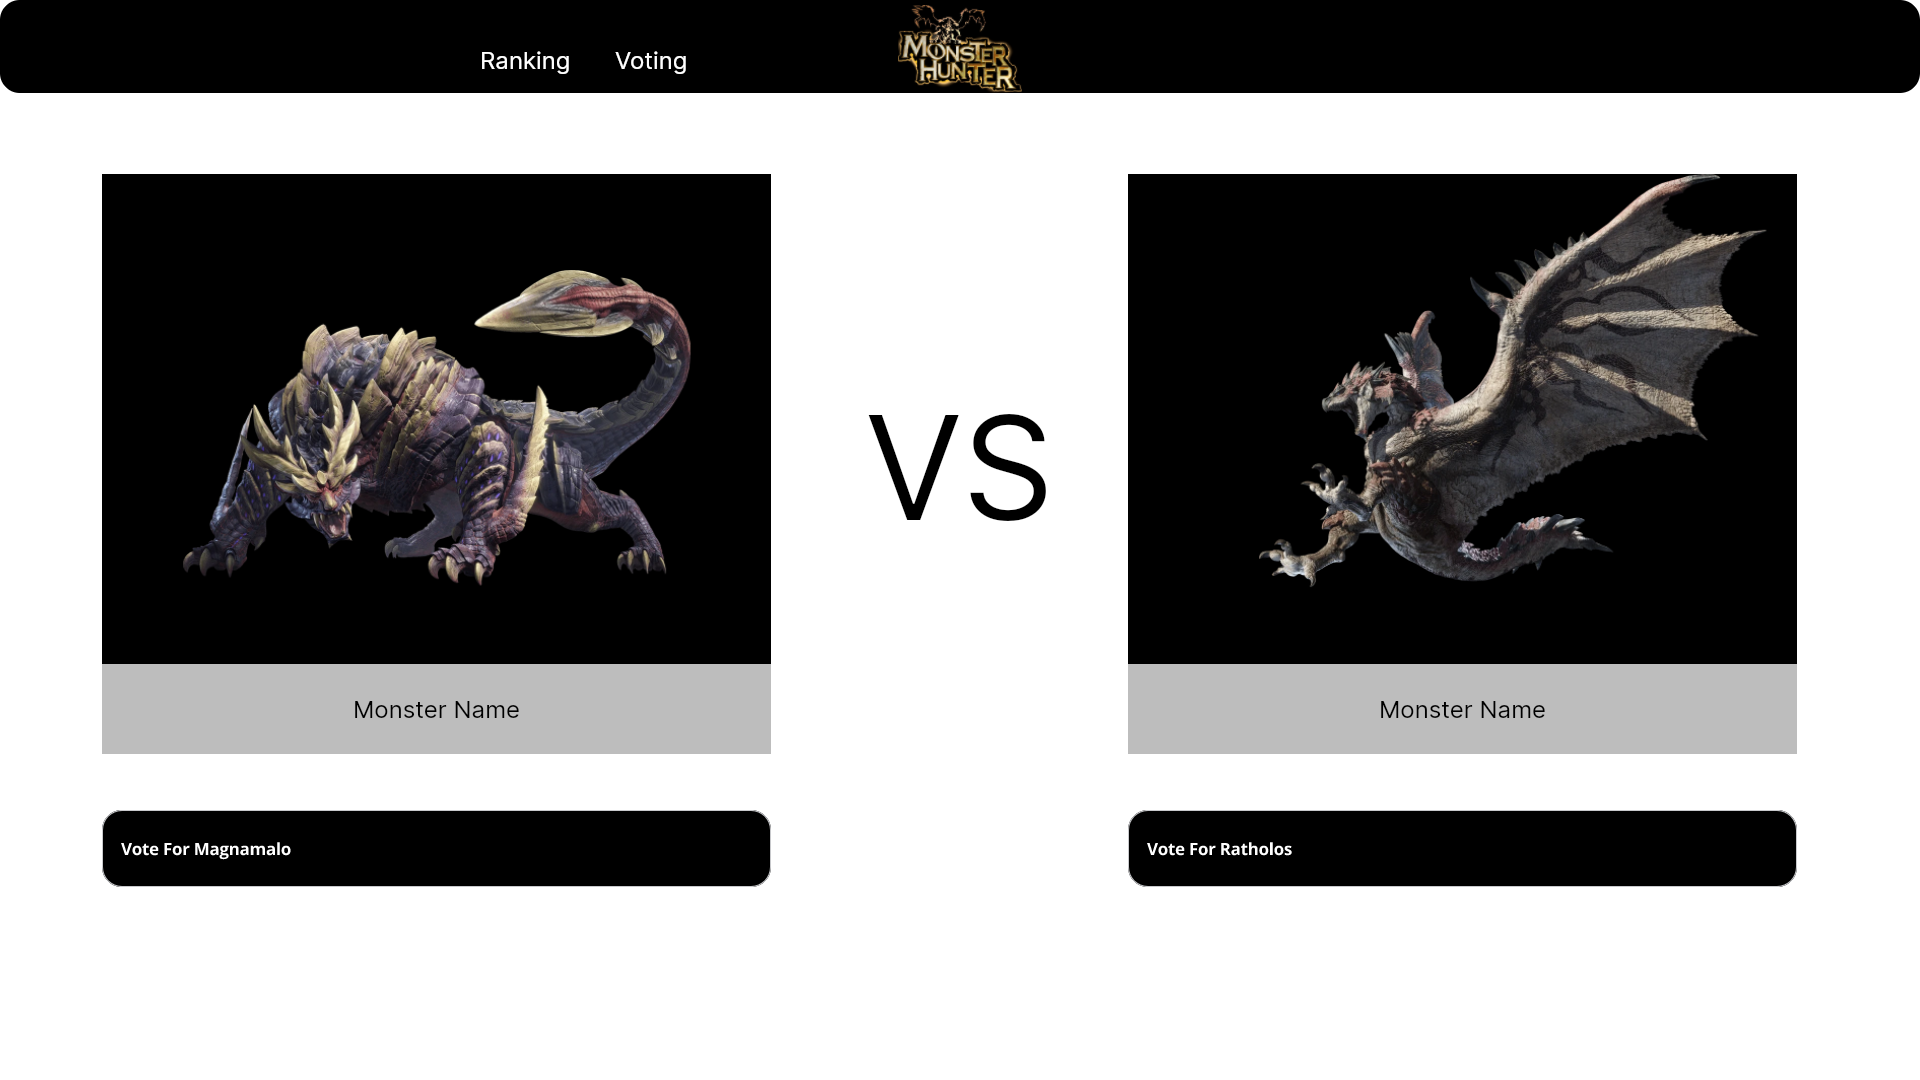 Ranking Voting
MONSTER
HUNTER
VS
Monster Name
Monster Name
Vote For Magnamalo
Vote For Ratholos